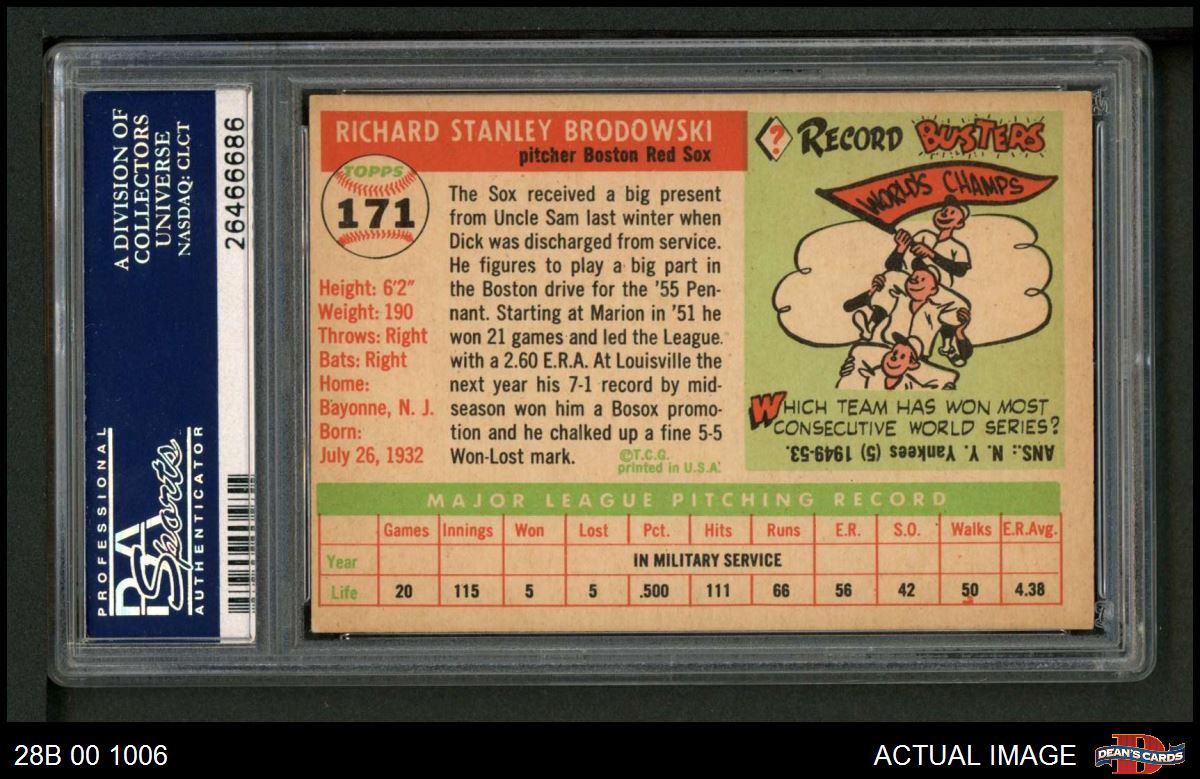 A DIVISION OF
COLLECTORS
UNIVERSE
NASDAQ: CLCT
26466686
PROFESSIONAL
PSA
Sports
AUTHENTICATOR
RICHARD STANLEY BRODOWSKI
pitcher Boston Red Sox
TOPPS
171
Height: 6'2"
Weight: 190
Throws: Right
Bats: Right
Home:
Bayonne, N. J.
Born:
July 26, 1932
The Sox received a big present
from Uncle Sam last winter when
Dick was discharged from service.
He figures to play a big part in
the Boston drive for the '55 Pen-
nant. Starting at Marion in '51 he
won 21 games and led the League.
with a 2.60 E.R.A. At Louisville the
next year his 7-1 record by mid-
season won him a Bosox promo-
tion and he chalked up a fine 5-5
Won-Lost mark.
©T.C.G.
printed in U.S.A.
? RECORD BUSTERS
WORLD'S CHAMPS
WHICH TEAM HAS WON MOST
CONSECUTIVE WORLD SERIES?
ANS.: N. Y. Yankees (5) 1949-53.
MAJOR LEAGUE PITCHING RECORD
Games Innings Won Lost Pct. Hits Runs E.R. S.O. Walks E.R.Avg.
Year IN MILITARY SERVICE
Life 20 115 5 5 .500 111 66 56 42 50 4.38
28B 00 1006
ACTUAL IMAGE
DEAN'S CARDS